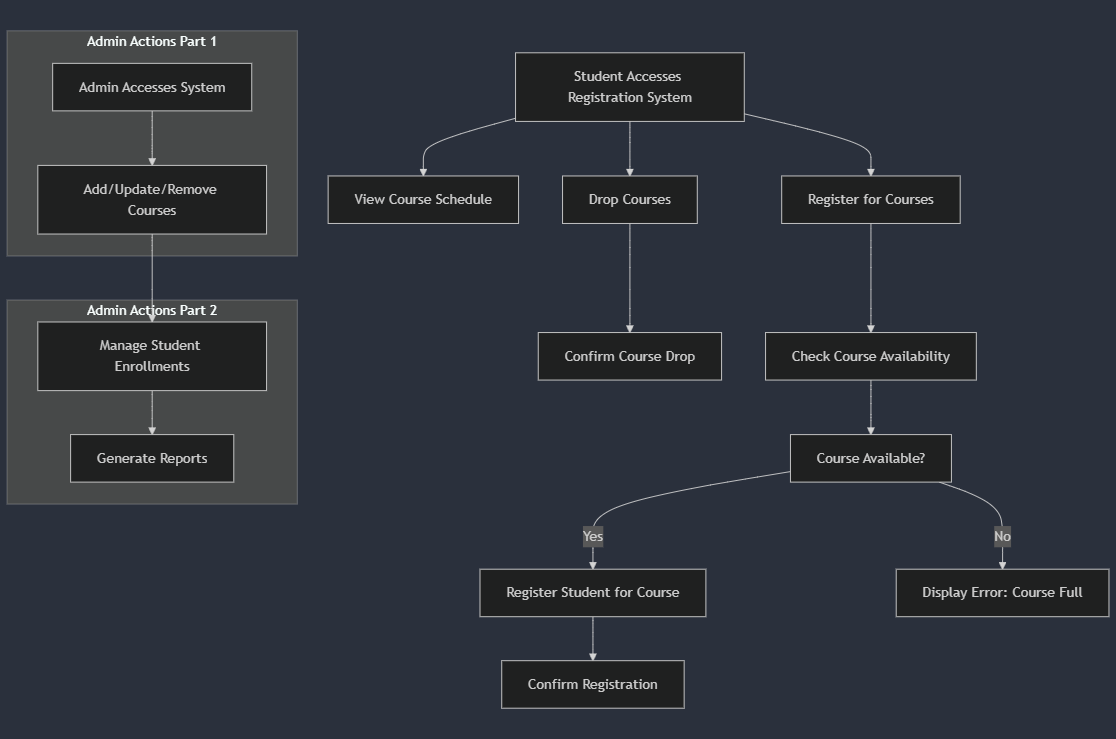 Admin Actions Part 1
Admin Accesses System
Add/Update/Remove
Courses
Admin Actions Part 2
Manage Student
Enrollments
Generate Reports
Student Accesses
Registration System
View Course Schedule
Drop Courses
Register for Courses
Confirm Course Drop
Check Course Availability
Course Available?
Yes
No
Register Student for Course
Display Error: Course Full
Confirm Registration